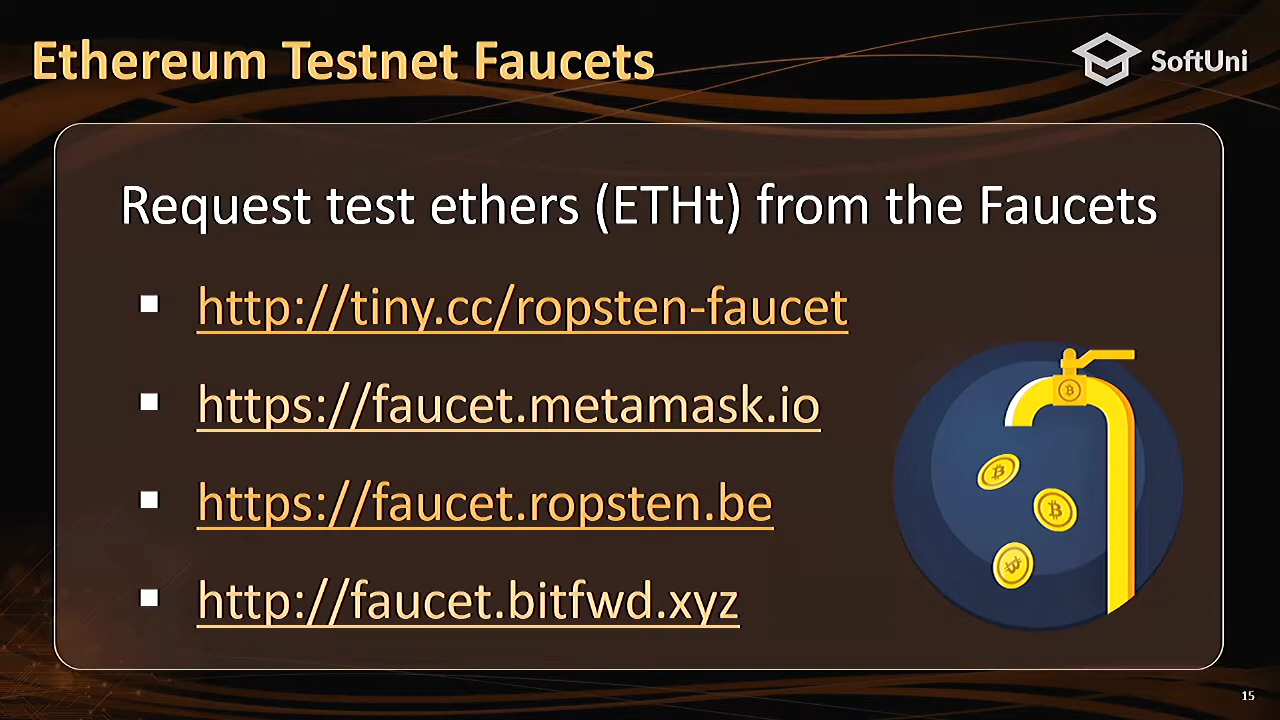 Ethereum Testnet Faucets
SoftUni
Request test ethers (ETHt) from the Faucets
http://tiny.cc/ropsten-faucet
https://faucet.metamask.io
https://faucet.ropsten.be
http://faucet.bitfwd.xyz
15